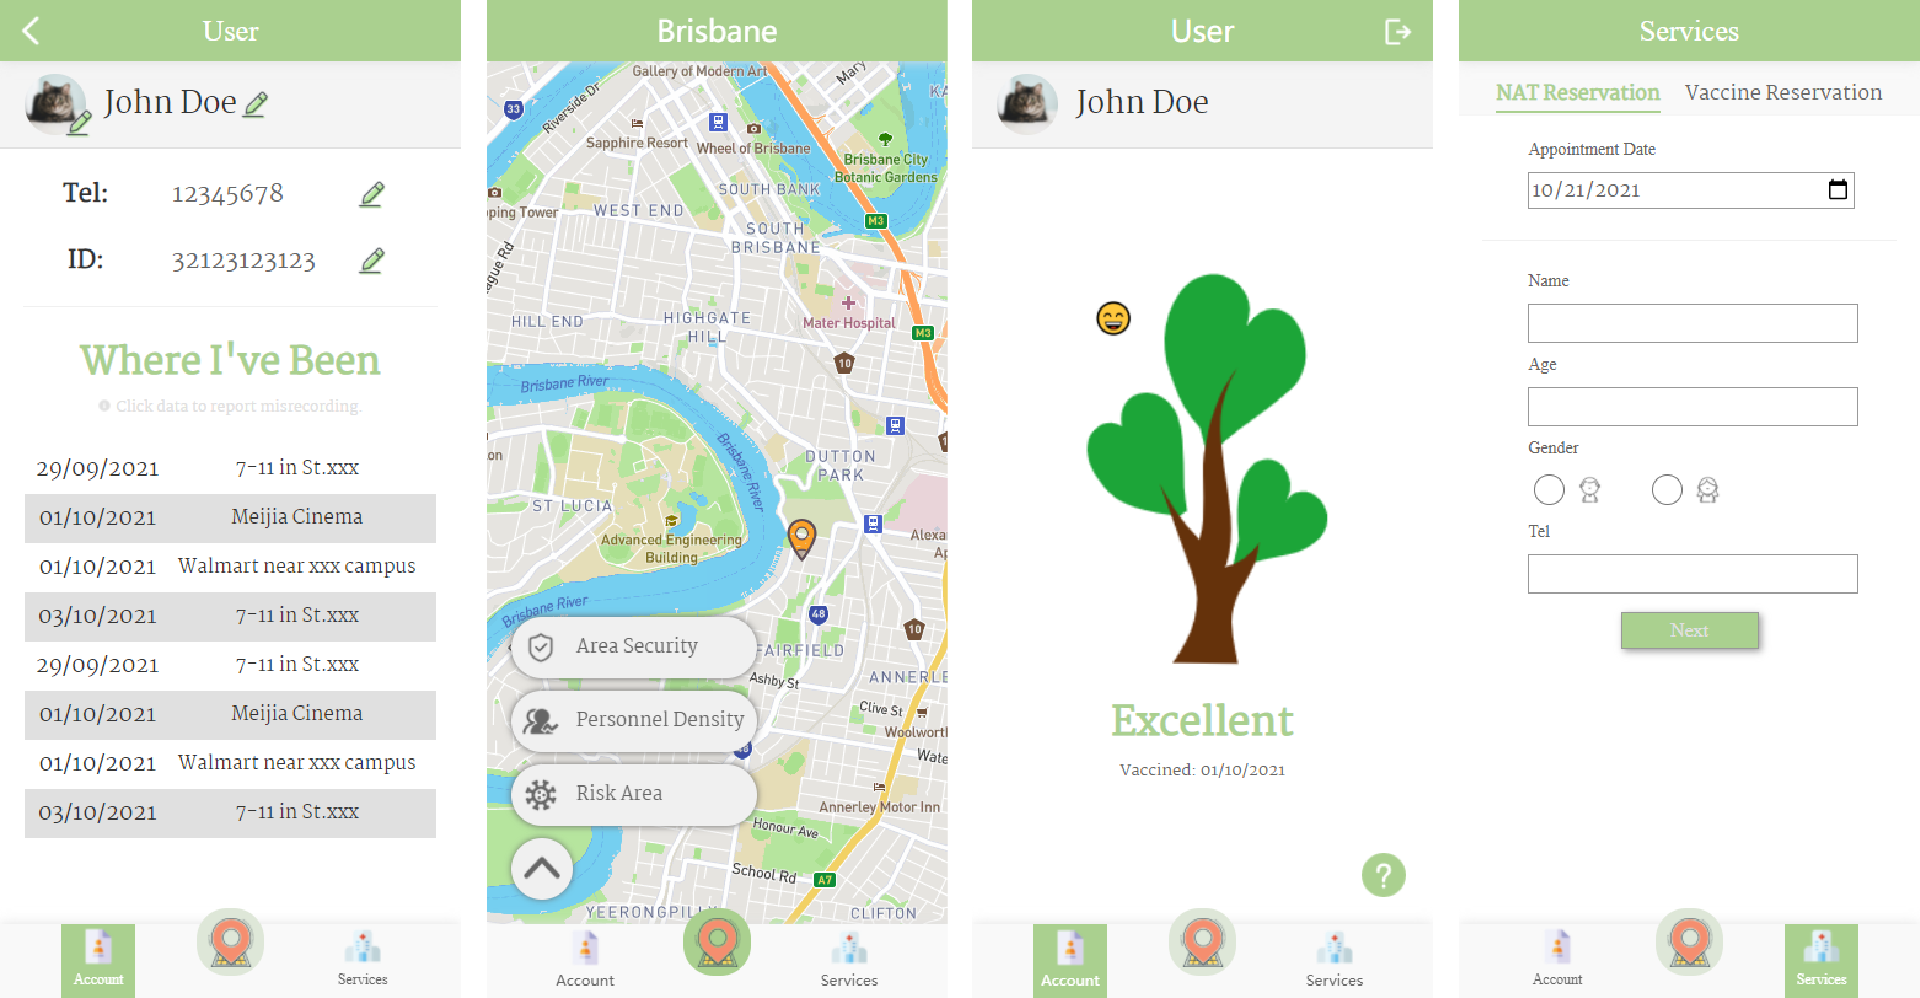 User
John Doe
Tel: 12345678
ID: 32123123123
Where I've Been
Click data to report misrecording.
29/09/2021 7-11 in St.xxx
01/10/2021 Meijia Cinema
01/10/2021 Walmart near xxx campus
03/10/2021 7-11 in St.xxx
29/09/2021 7-11 in St.xxx
01/10/2021 Meijia Cinema
01/10/2021 Walmart near xxx campus
03/10/2021 7-11 in St.xxx
Account
Services
Brisbane
Gallery of Modern Art
Mary
KA
33
Riverside Dr
Sapphire Resort
Wheel of Brisbane
Brisbane City
Botanic Gardens
SOUTH BANK
ping Tower
WEST END
M3
SOUTH
BRISBANE
ague Rd
HILL END
HIGHGATE
HILL
Mater Hospital
M3
10
Brisbane River
Brisbane River
on
DUTTON
PARK
ST LUCIA
Advanced Engineering
Building
Alexa
Ap
Brisbane River
48
10
Area Security
FAIRFIELD
Ashby St
ANNERLE
Clive St
Personnel Density
Woolwort
Wate
Risk Area
Annerley Motor Inn
Honour Ave
School Rd
A7
YEERONGPILL
CLIFTON
Account
Services
User
John Doe
Excellent
Vaccined: 01/10/2021
?
Account
Services
Services
NAT Reservation
Vaccine Reservation
Appointment Date
10/21/2021
Name
Age
Gender
Tel
Next
Account
Services